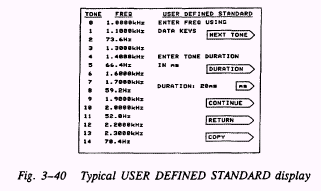 TONE FREQ USER DEFINED STANDARD
0 1.0000kHz ENTER FREQ USING
1 1.1000kHz DATA KEYS
NEXT TONE
2 73.6Hz
3 1.3000kHz
4 1.4000kHz ENTER TONE DURATION
5 66.4Hz IN ms
DURATION
6 1.6000kHz
7 1.7000kHz
DURATION: 20ms ms
8 59.2Hz
9 1.9000kHz
CONTINUE
10 2.0000kHz
11 52.8Hz
RETURN
12 2.2000kHz
13 2.3000kHz
COPY
14 78.4Hz
Fig. 3-40 Typical USER DEFINED STANDARD display